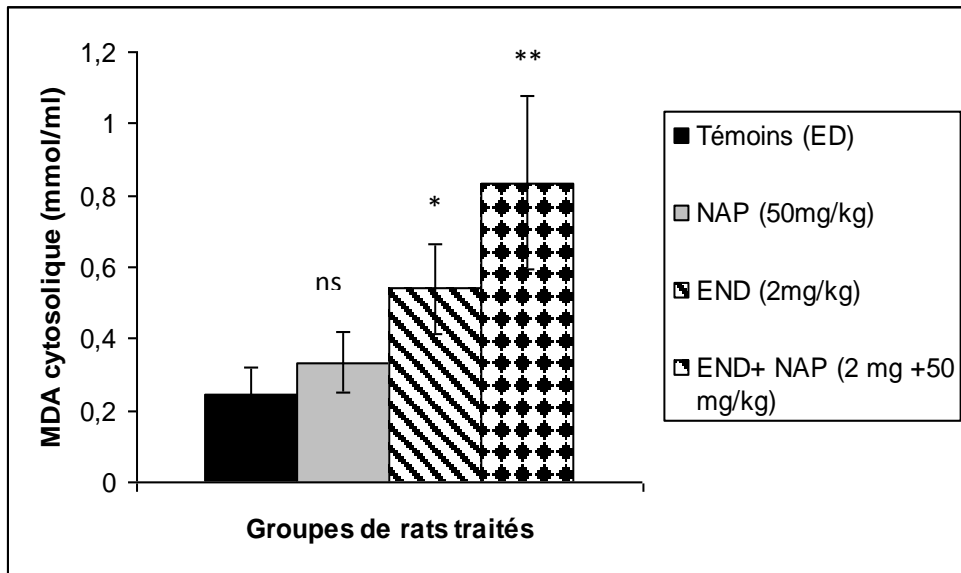 MDA cytosolique (mmol/ml)
1,2
1
0,8
0,6
0,4
0,2
0
ns
*
**
Groupes de rats traités
Témoins (ED)
NAP (50mg/kg)
END (2mg/kg)
END+ NAP (2 mg +50
mg/kg)